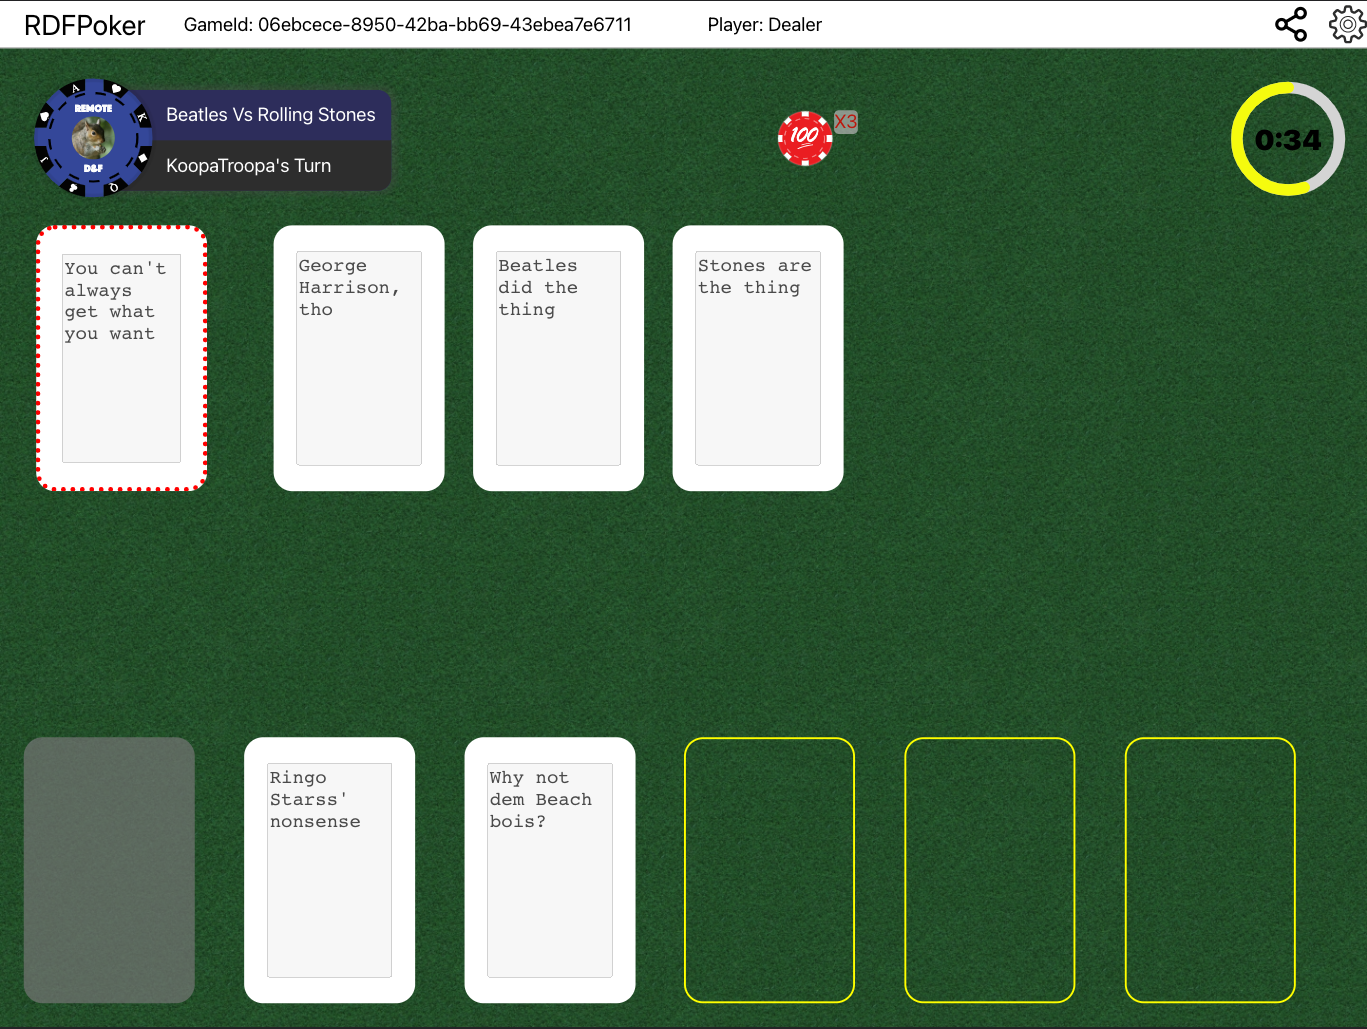 RDFPoker
GameId: 06ebcece-8950-42ba-bb69-43ebea7e6711
Player: Dealer
A
K
REMOTE
D&F
J
Q
Beatles Vs Rolling Stones
KoopaTroopa's Turn
100
X3
0:34
You can't
always
get what
you want
George
Harrison,
tho
Beatles
did the
thing
Stones are
the thing
Ringo
Starss'
nonsense
Why not
dem Beach
bois?